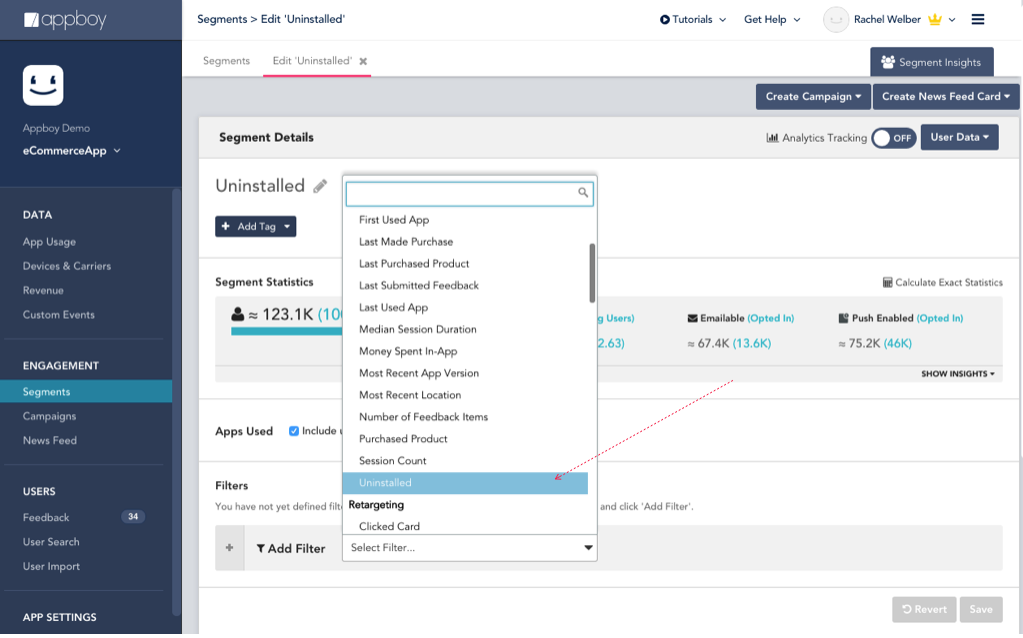 appboy
Segments > Edit 'Uninstalled'
Tutorials
Get Help
Rachel Welber
Segments
Edit 'Uninstalled' ×
Segment Insights
Appboy Demo
eCommerceApp
Create Campaign
Create News Feed Card
Segment Details
Analytics Tracking
OFF
User Data
DATA
App Usage
Devices & Carriers
Revenue
Custom Events
ENGAGEMENT
Segments
Campaigns
News Feed
USERS
Feedback 34
User Search
User Import
APP SETTINGS
Uninstalled
+ Add Tag
First Used App
Last Made Purchase
Last Purchased Product
Last Submitted Feedback
Last Used App
Median Session Duration
Money Spent In-App
Most Recent App Version
Most Recent Location
Number of Feedback Items
Purchased Product
Session Count
Uninstalled
Retargeting
Clicked Card
Select Filter...
Segment Statistics
Calculate Exact Statistics
≈ 123.1K
Users)
2.63)
Emailable (Opted In)
≈ 67.4K (13.6K)
Push Enabled (Opted In)
≈ 75.2K (46K)
SHOW INSIGHTS
Apps Used
Include
Filters
You have not yet defined
and click 'Add Filter'.
+
Add Filter
Revert
Save